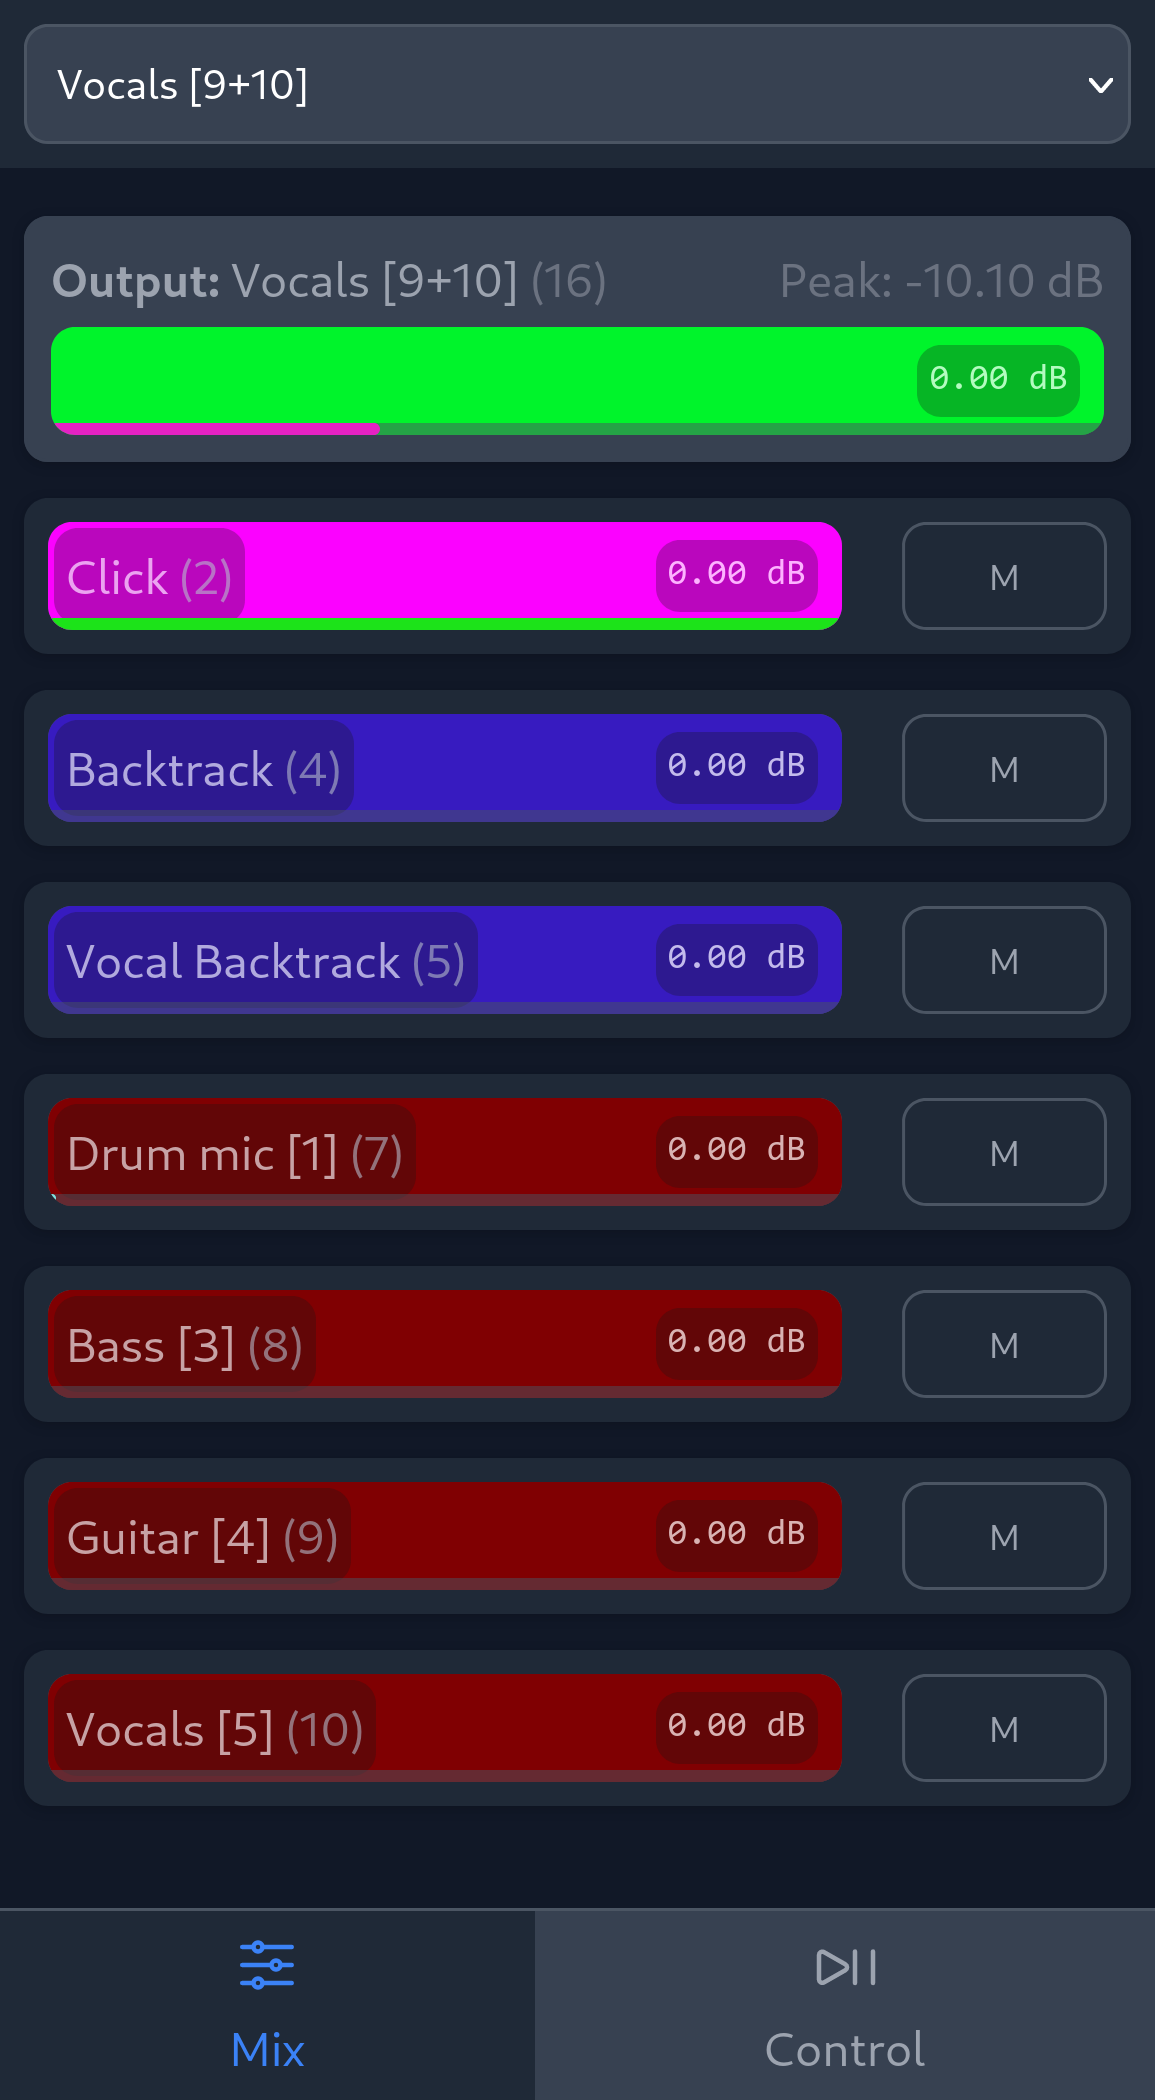 Vocals [9+10]
Output: Vocals [9+10] (16) Peak: -10.10 dB
0.00 dB
Click (2) 0.00 dB M
Backtrack (4) 0.00 dB M
Vocal Backtrack (5) 0.00 dB M
Drum mic [1] (7) 0.00 dB M
Bass [3] (8) 0.00 dB M
Guitar [4] (9) 0.00 dB M
Vocals [5] (10) 0.00 dB M
Mix Control